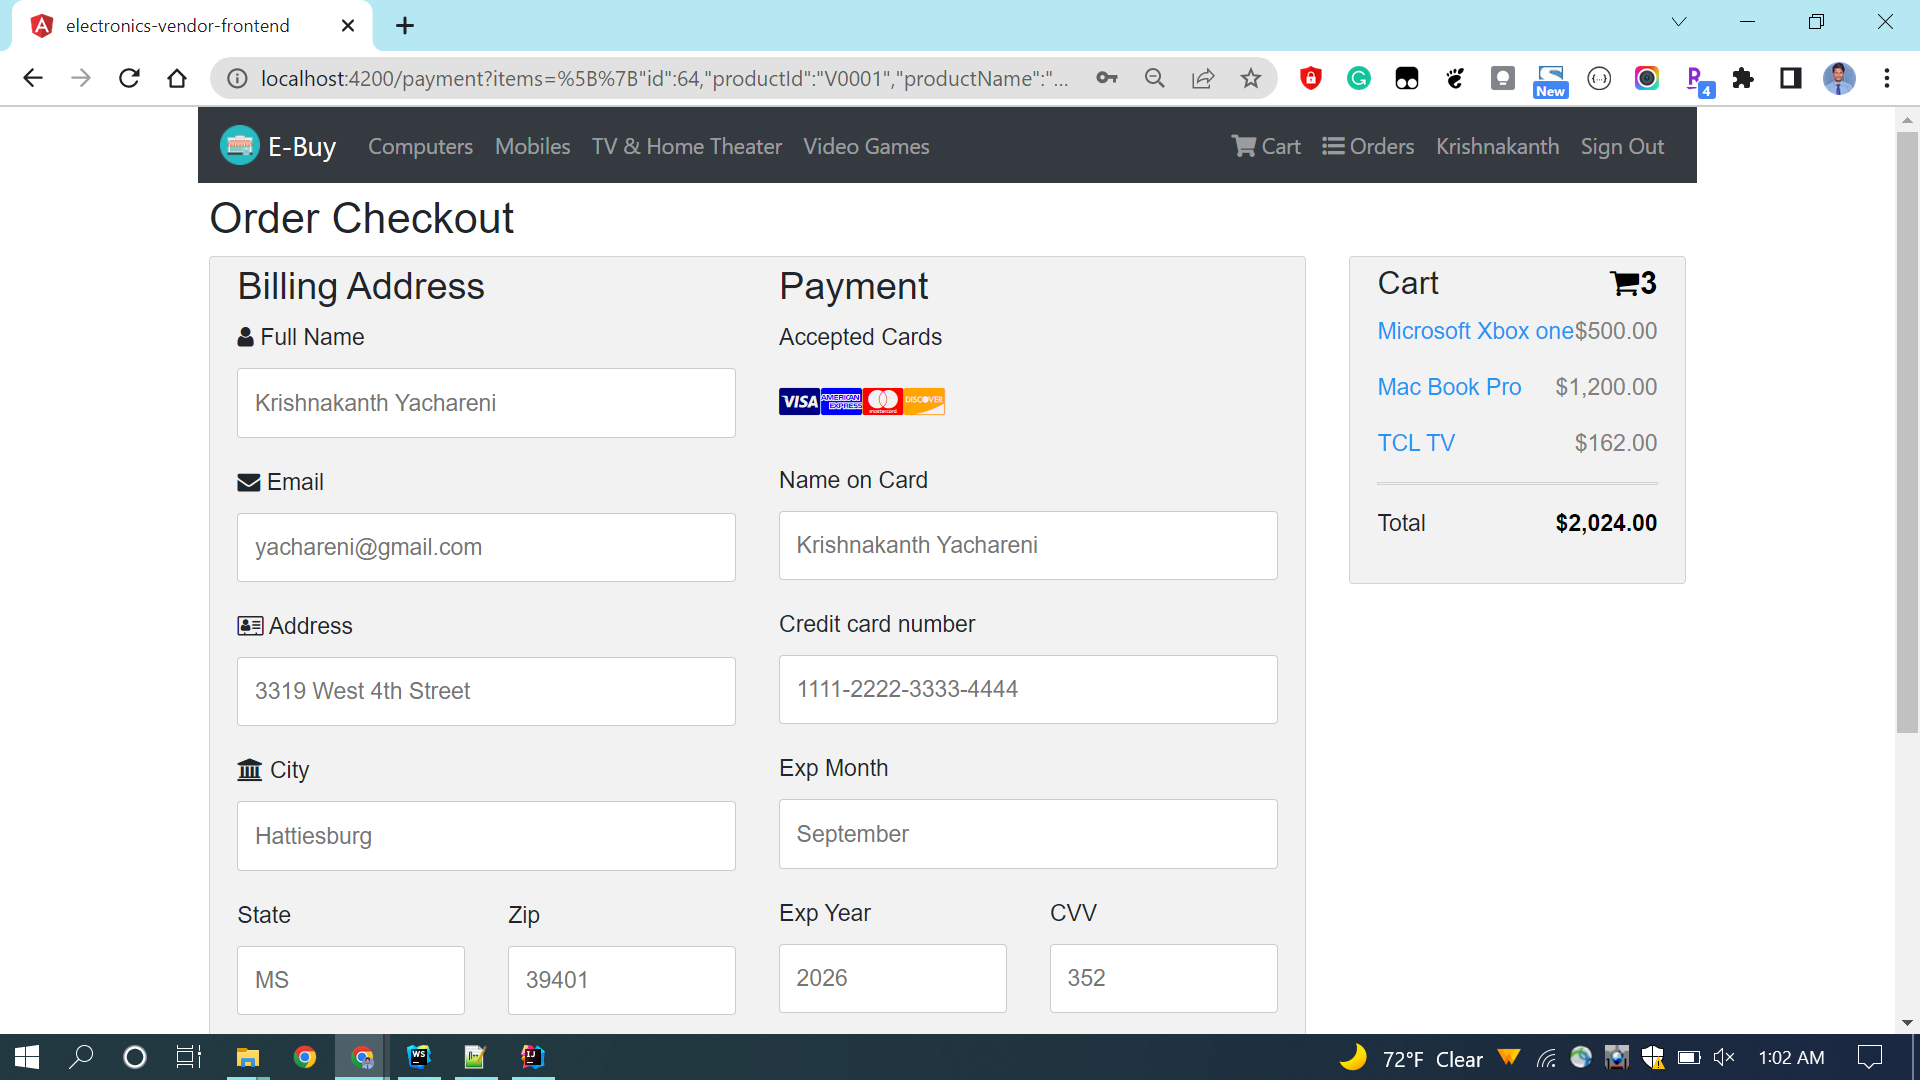 electronics-vendor-frontend
localhost:4200/payment?items=%5B%7B"id":64,"productId":"V0001","productName":"...
New
4
E-Buy Computers Mobiles TV & Home Theater Video Games Cart Orders Krishnakanth Sign Out
Order Checkout
Billing Address
Full Name
Krishnakanth Yachareni
Email
yachareni@gmail.com
Address
3319 West 4th Street
City
Hattiesburg
State Zip
MS 39401
Payment
Accepted Cards
VISA AMERICAN EXPRESS mastercard DISCOVER
Name on Card
Krishnakanth Yachareni
Credit card number
1111-2222-3333-4444
Exp Month
September
Exp Year CVV
2026 352
Cart 3
Microsoft Xbox one $500.00
Mac Book Pro $1,200.00
TCL TV $162.00
Total $2,024.00
WS
IJ
72°F Clear
1:02 AM